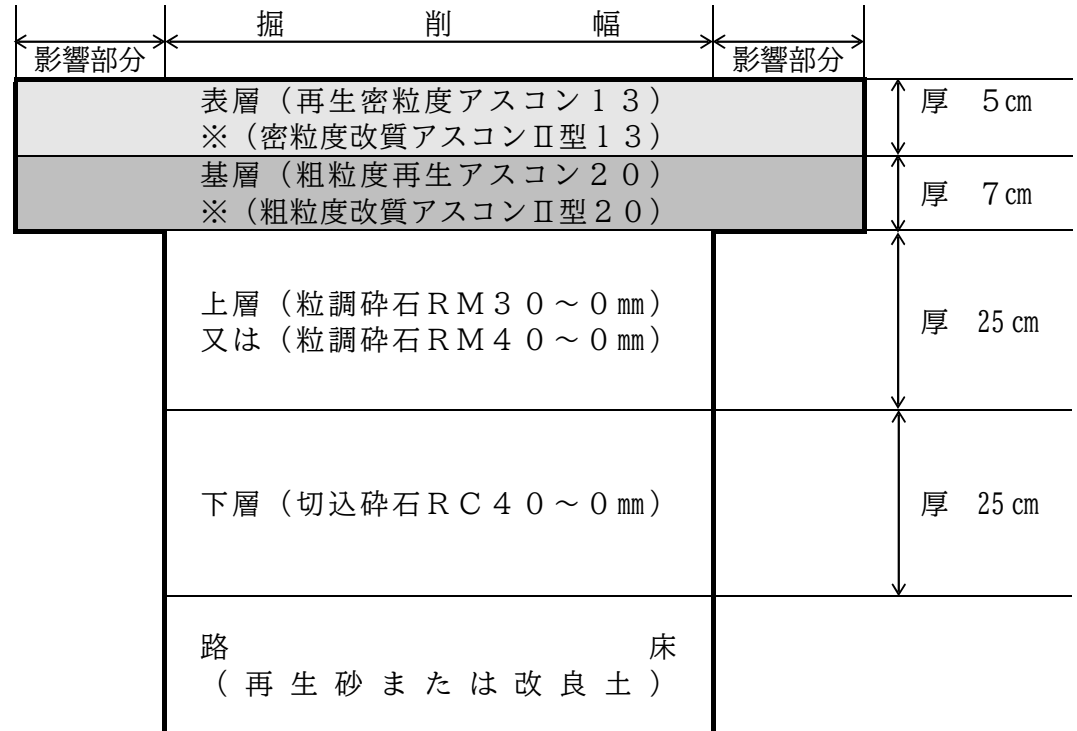 掘削幅
影響部分
影響部分
表層（再生密粒度アスコン１３）
※（密粒度改質アスコンⅡ型１３）
厚 5㎝
基層（粗粒度再生アスコン２０）
※（粗粒度改質アスコンⅡ型２０）
厚 7㎝
上層（粒調砕石ＲＭ３０～０㎜）
又は（粒調砕石ＲＭ４０～０㎜）
厚 25㎝
下層（切込砕石ＲＣ４０～０㎜）
厚 25㎝
路床
（再生砂または改良土）